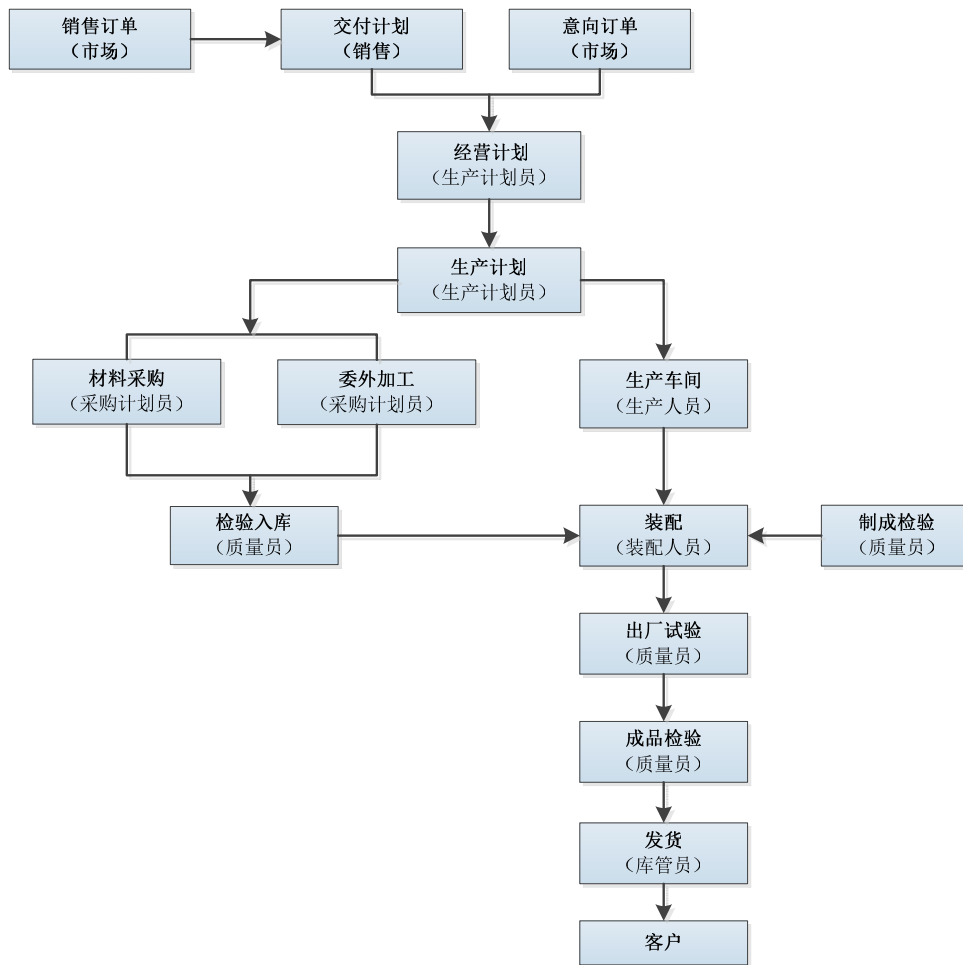 销售订单
（市场）
交付计划
（销售）
意向订单
（市场）
经营计划
（生产计划员）
生产计划
（生产计划员）
材料采购
（采购计划员）
委外加工
（采购计划员）
生产车间
（生产人员）
检验入库
（质量员）
装配
（装配人员）
制成检验
（质量员）
出厂试验
（质量员）
成品检验
（质量员）
发货
（库管员）
客户